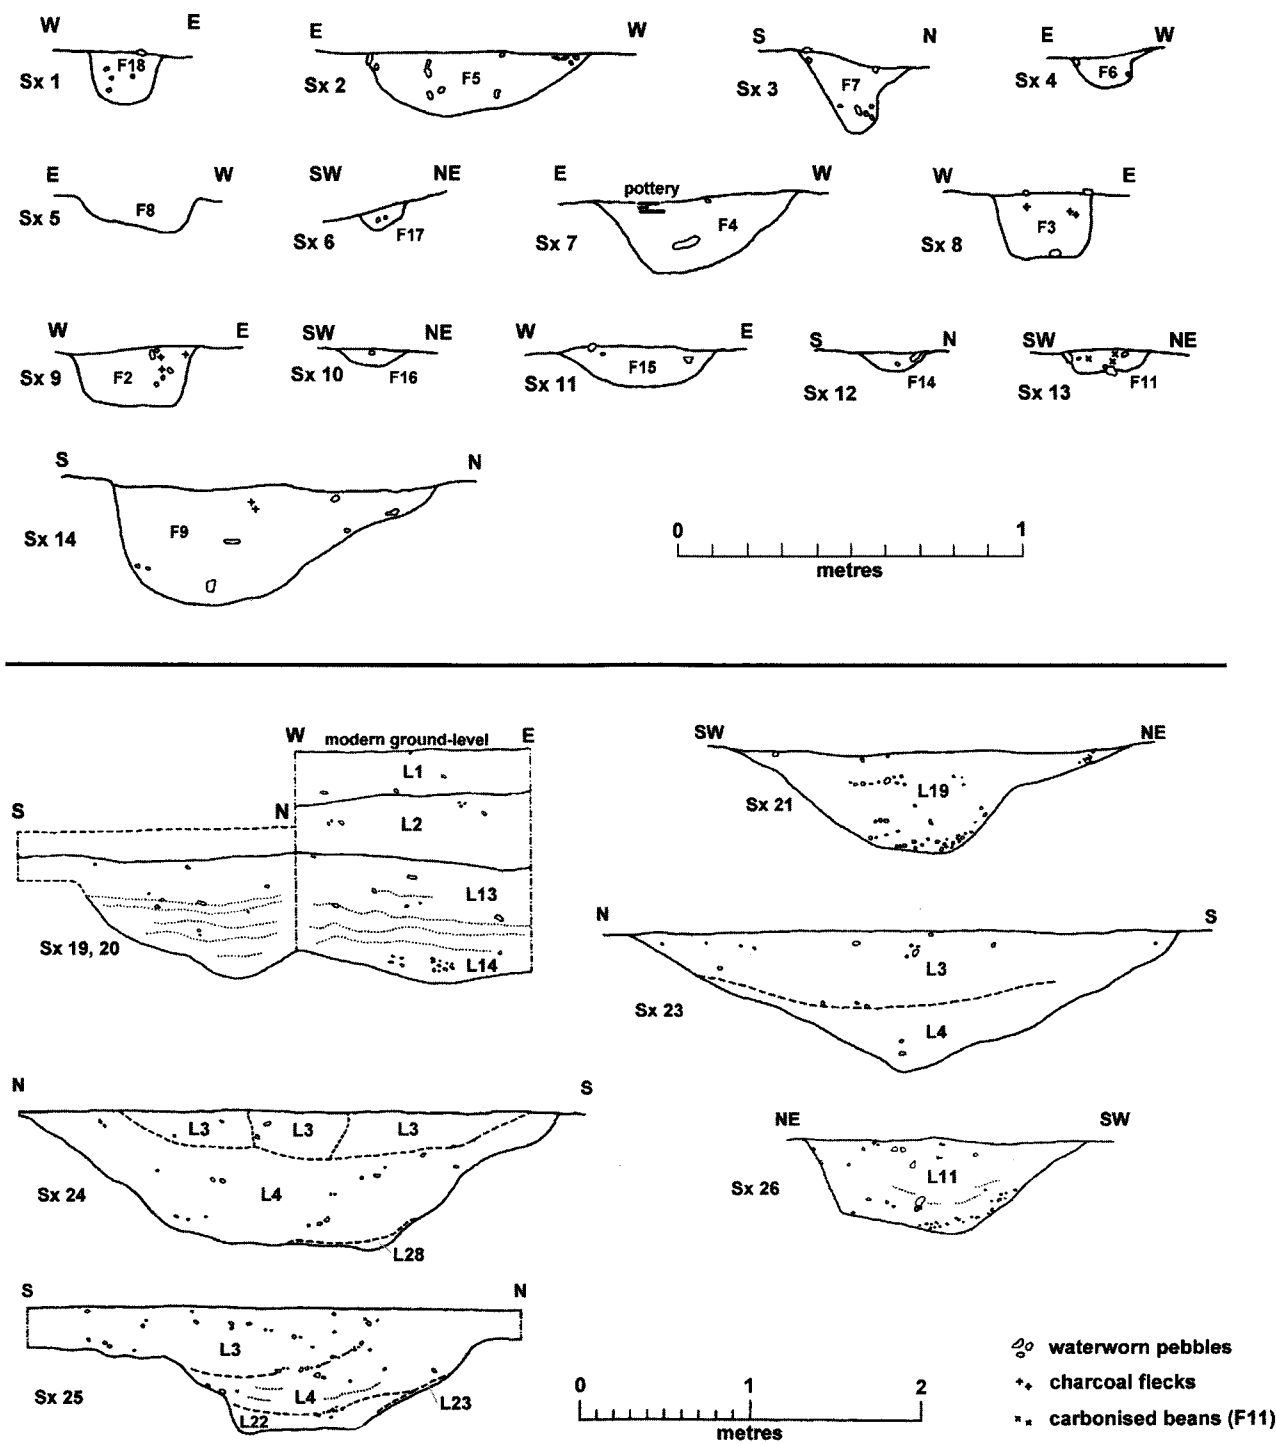 W E E W S N E W
F18 F5 F7 F6
Sx 1 Sx 2 Sx 3 Sx 4
E W SW NE E W W E
pottery
F8 F17 F4 F3
Sx 5 Sx 6 Sx 7 Sx 8
W E SW NE W E S N SW NE
F2 F16 F15 F14 F11
Sx 9 Sx 10 Sx 11 Sx 12 Sx 13
S N
F9
Sx 14
0 1
metres
W E
modern ground-level
L1
S N
L2
L13
L14
Sx 19, 20
SW NE
L19
Sx 21
N S
L3
L4
Sx 23
N S
L3 L3 L3
L4
L28
Sx 24
NE SW
L11
Sx 26
S N
L3
L4
L22 L23
Sx 25
0 1 2
metres
waterworn pebbles
charcoal flecks
carbonised beans (F11)